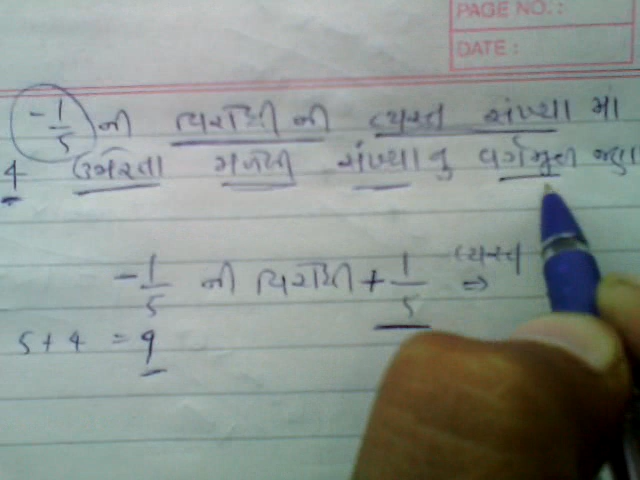 PAGE NO. :
DATE :
-1/5 ની વિરોધી ની વ્યસ્ત સંખ્યા માં
4 ઉમેરતા મળતી સંખ્યા નું વર્ગમૂળ
-1/5 ની વિરોધી + 1/5 વ્યસ્ત ⇒
5 + 4 = 9